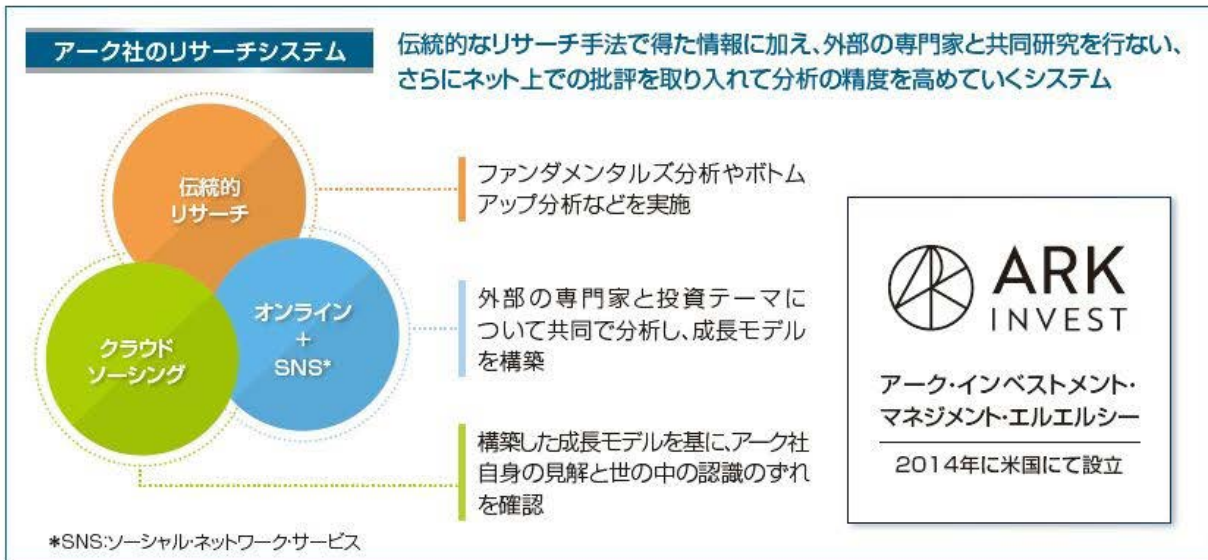 アーク社のリサーチシステム
伝統的なリサーチ手法で得た情報に加え、外部の専門家と共同研究を行ない、
さらにネット上での批評を取り入れて分析の精度を高めていくシステム
伝統的
リサーチ
オンライン
+
SNS*
クラウド
ソーシング
ファンダメンタルズ分析やボトム
アップ分析などを実施
外部の専門家と投資テーマに
ついて共同で分析し、成長モデル
を構築
構築した成長モデルを基に、アーク社
自身の見解と世の中の認識のずれ
を確認
ARK
INVEST
アーク・インベストメント・
マネジメント・エルエルシー
2014年に米国にて設立
*SNS:ソーシャル・ネットワーク・サービス